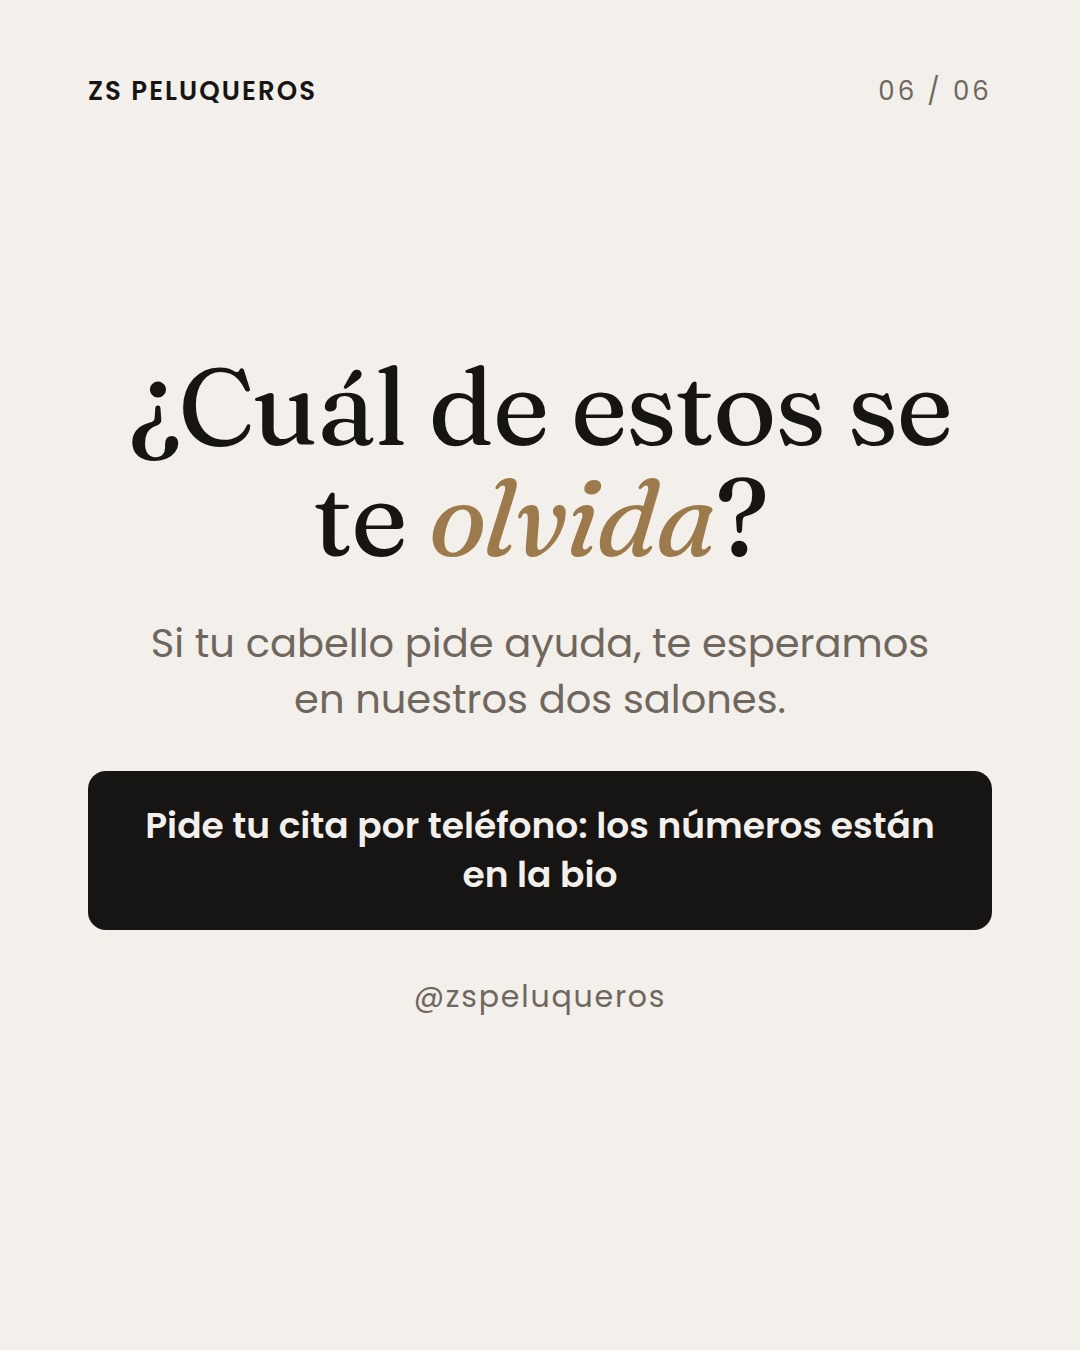 ZS PELUQUEROS
06 / 06
¿Cuál de estos se
te olvida?
Si tu cabello pide ayuda, te esperamos
en nuestros dos salones.
Pide tu cita por teléfono: los números están
en la bio
@zspeluqueros